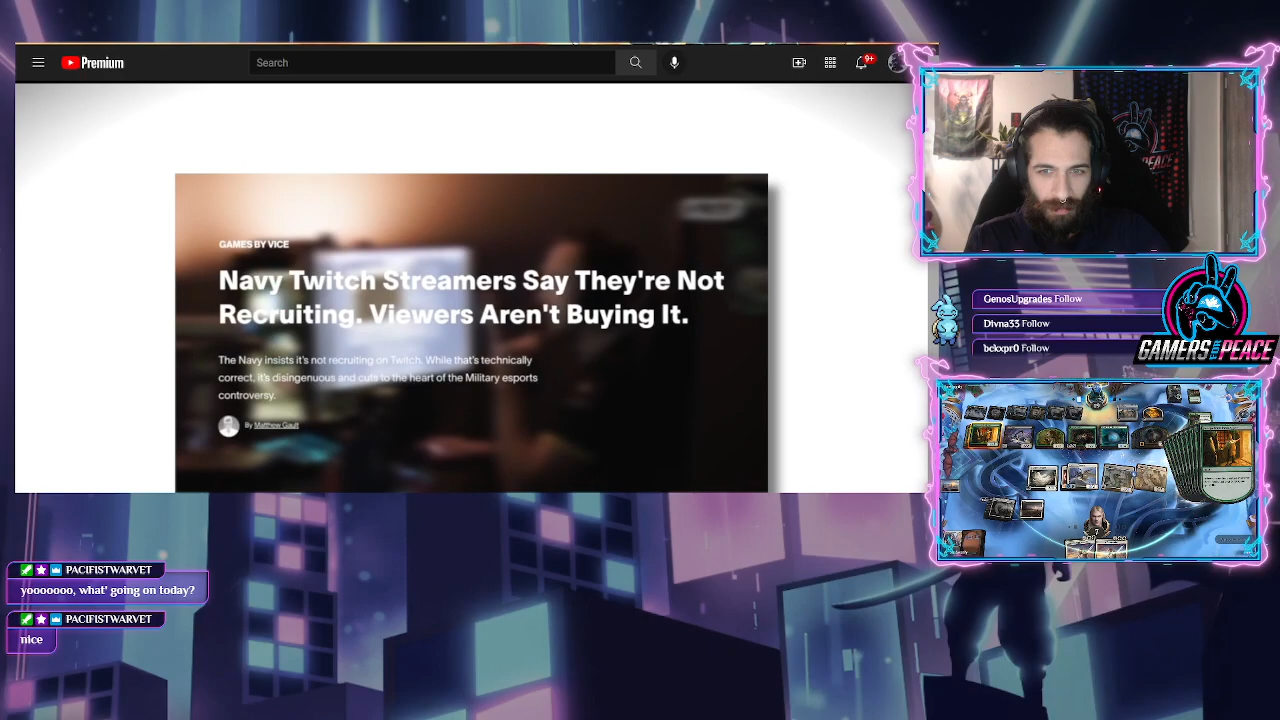 Premium
Search
9+
GAMES BY VICE
Navy Twitch Streamers Say They're Not
Recruiting. Viewers Aren't Buying It.
The Navy insists it's not recruiting on Twitch. While that's technically
correct, it's disingenuous and cuts to the heart of the Military esports
controversy.
By Matthew Gault
PEACE
GenosUpgrades Follow
Divna33 Follow
bckxpr0 Follow
GAMERS FOR PEACE
PACIFISTWARVET
yooooooo, what' going on today?
PACIFISTWARVET
nice